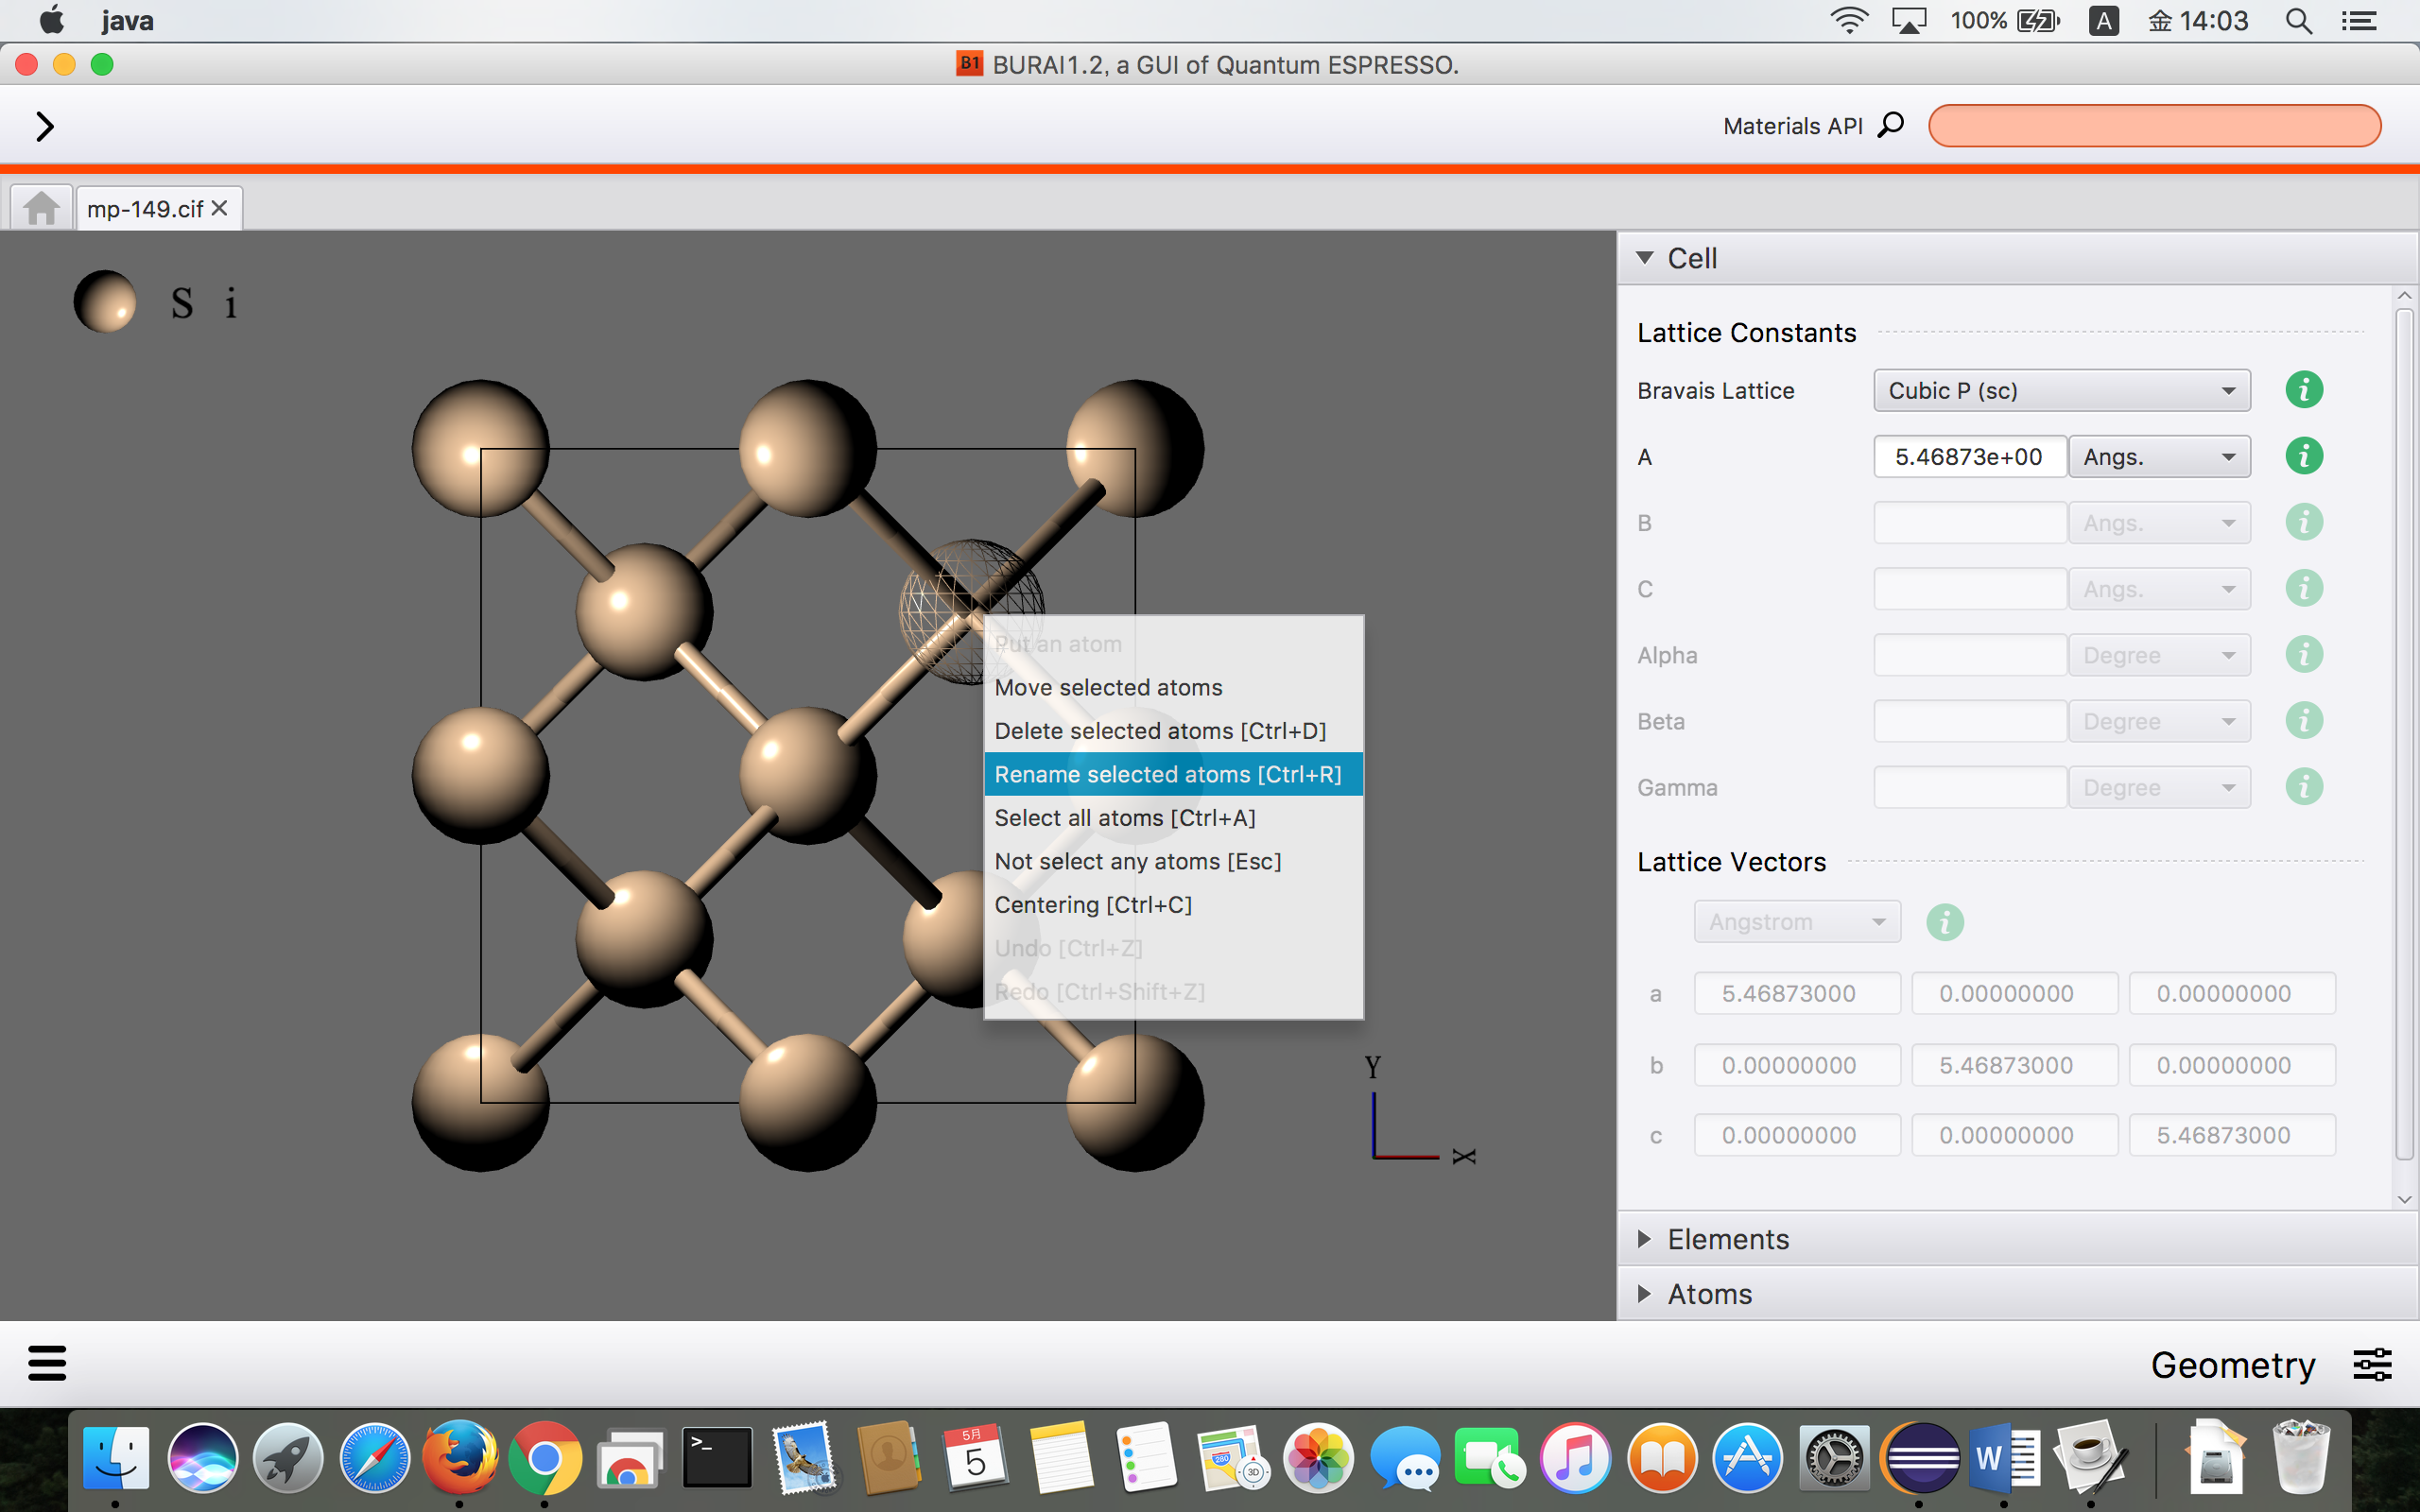 java
100%
A
金 14:03
B1 BURAI1.2, a GUI of Quantum ESPRESSO.
Materials API
mp-149.cif
S i
Put an atom
Move selected atoms
Delete selected atoms [Ctrl+D]
Rename selected atoms [Ctrl+R]
Select all atoms [Ctrl+A]
Not select any atoms [Esc]
Centering [Ctrl+C]
Undo [Ctrl+Z]
Redo [Ctrl+Shift+Z]
Y
X
Cell
Lattice Constants
Bravais Lattice Cubic P (sc) i
A 5.46873e+00 Angs. i
B Angs. i
C Angs. i
Alpha Degree i
Beta Degree i
Gamma Degree i
Lattice Vectors
Angstrom i
a 5.46873000 0.00000000 0.00000000
b 0.00000000 5.46873000 0.00000000
c 0.00000000 0.00000000 5.46873000
Elements
Atoms
Geometry
>_
5月
5
280
3D
W